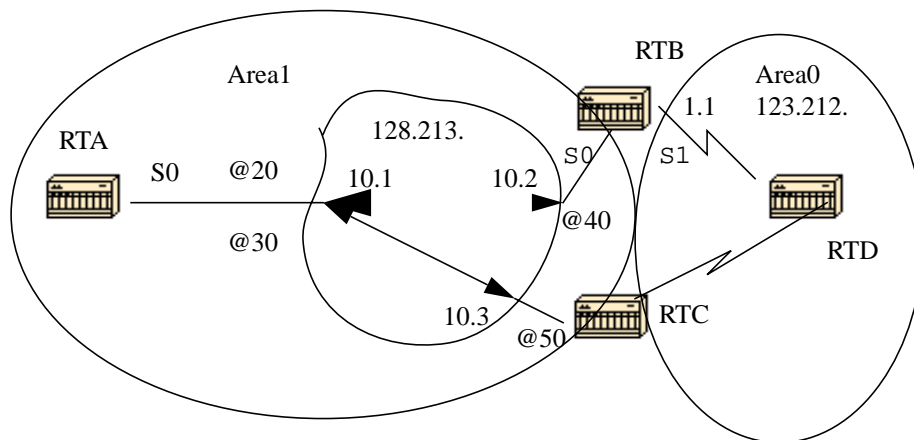 RTB
Area1
Area0
1.1
123.212.
128.213.
RTA
S0
S1
S0
@20
10.1
10.2
@40
@30
RTD
10.3
@50
RTC